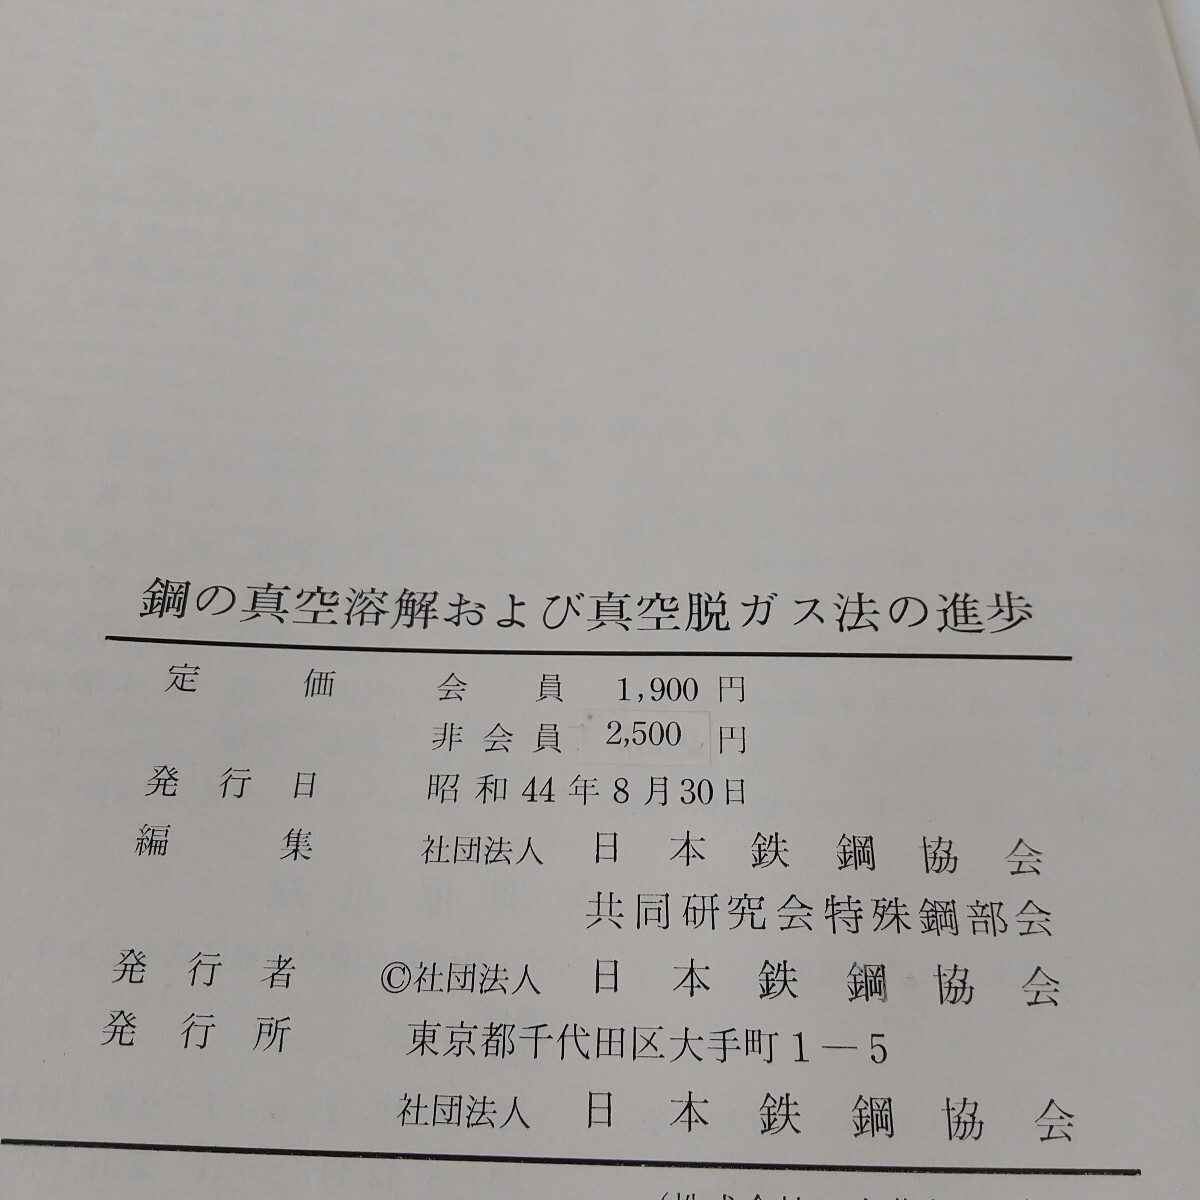 鋼の真空溶解および真空脱ガス法の進歩
定価 会員 1,900 円
非会員 2,500 円
発行日 昭和44年8月30日
編集 社団法人 日本鉄鋼協会
共同研究会特殊鋼部会
発行者 ©社団法人 日本鉄鋼協会
発行所 東京都千代田区大手町1－5
社団法人 日本鉄鋼協会